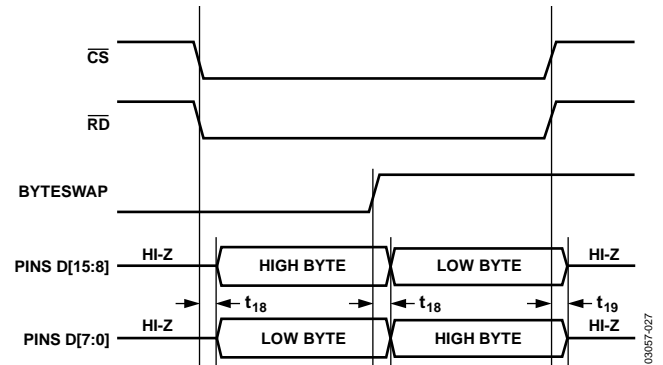 CS
RD
BYTESWAP
PINS D[15:8] HI-Z HIGH BYTE LOW BYTE HI-Z
t18 t18 t19
PINS D[7:0] HI-Z LOW BYTE HIGH BYTE HI-Z
03057-027